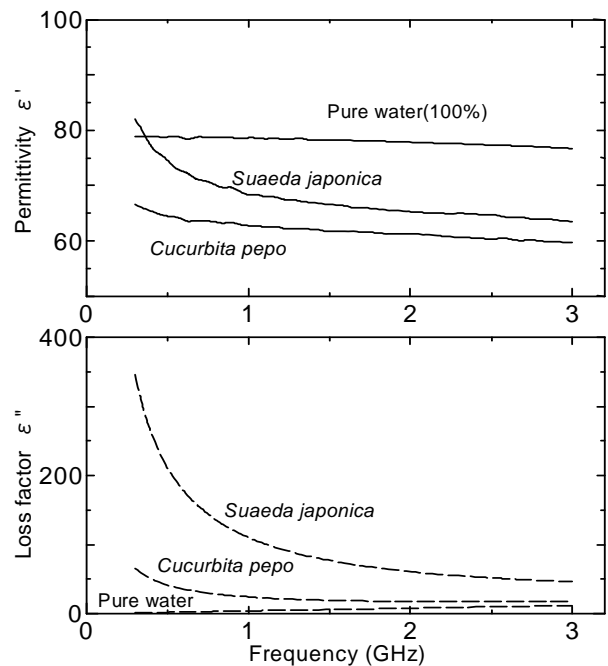 100
80
60
Permittivity ε'
Pure water(100%)
Suaeda japonica
Cucurbita pepo
0
1
2
3
400
200
0
Loss factor ε"
Suaeda japonica
Cucurbita pepo
Pure water
0
1
2
3
Frequency (GHz)